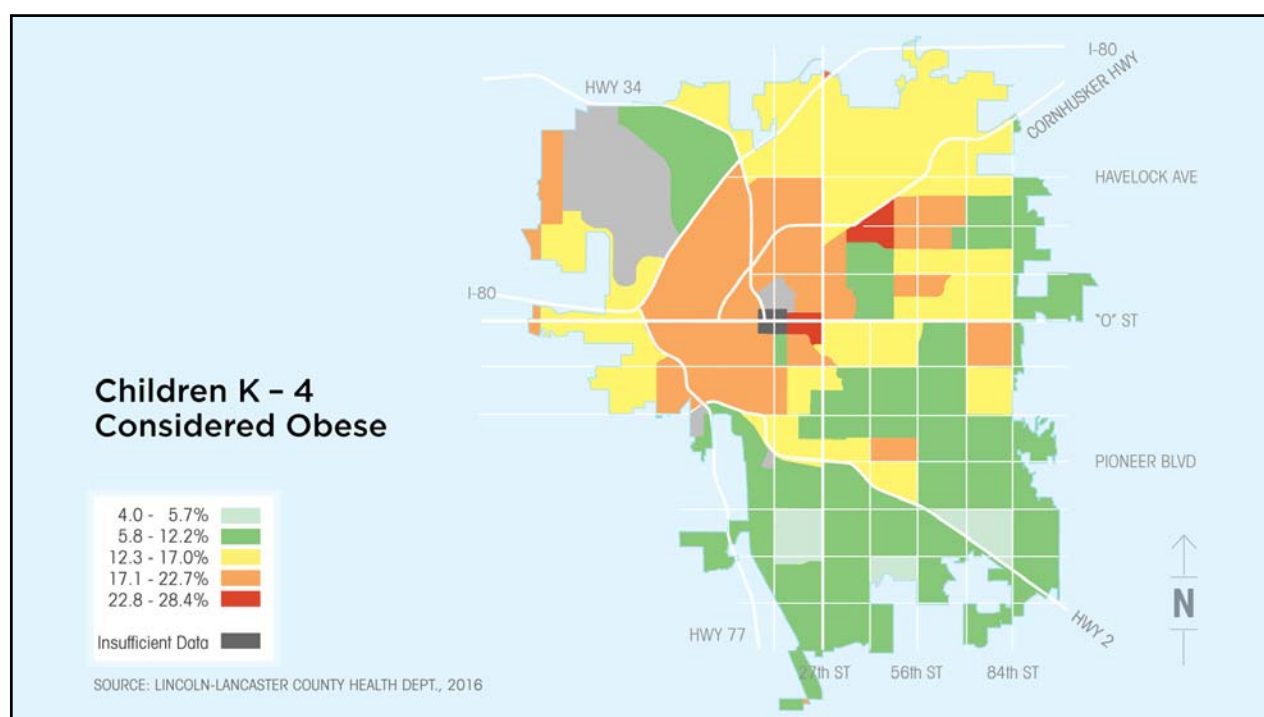 I-80
HWY 34
CORNHUSKER HWY
HAVELOCK AVE
I-80
"O" ST
Children K – 4
Considered Obese
PIONEER BLVD
4.0 - 5.7%
5.8 - 12.2%
12.3 - 17.0%
17.1 - 22.7%
22.8 - 28.4%
Insufficient Data
N
HWY 2
HWY 77
27th ST
56th ST
84th ST
SOURCE: LINCOLN-LANCASTER COUNTY HEALTH DEPT., 2016